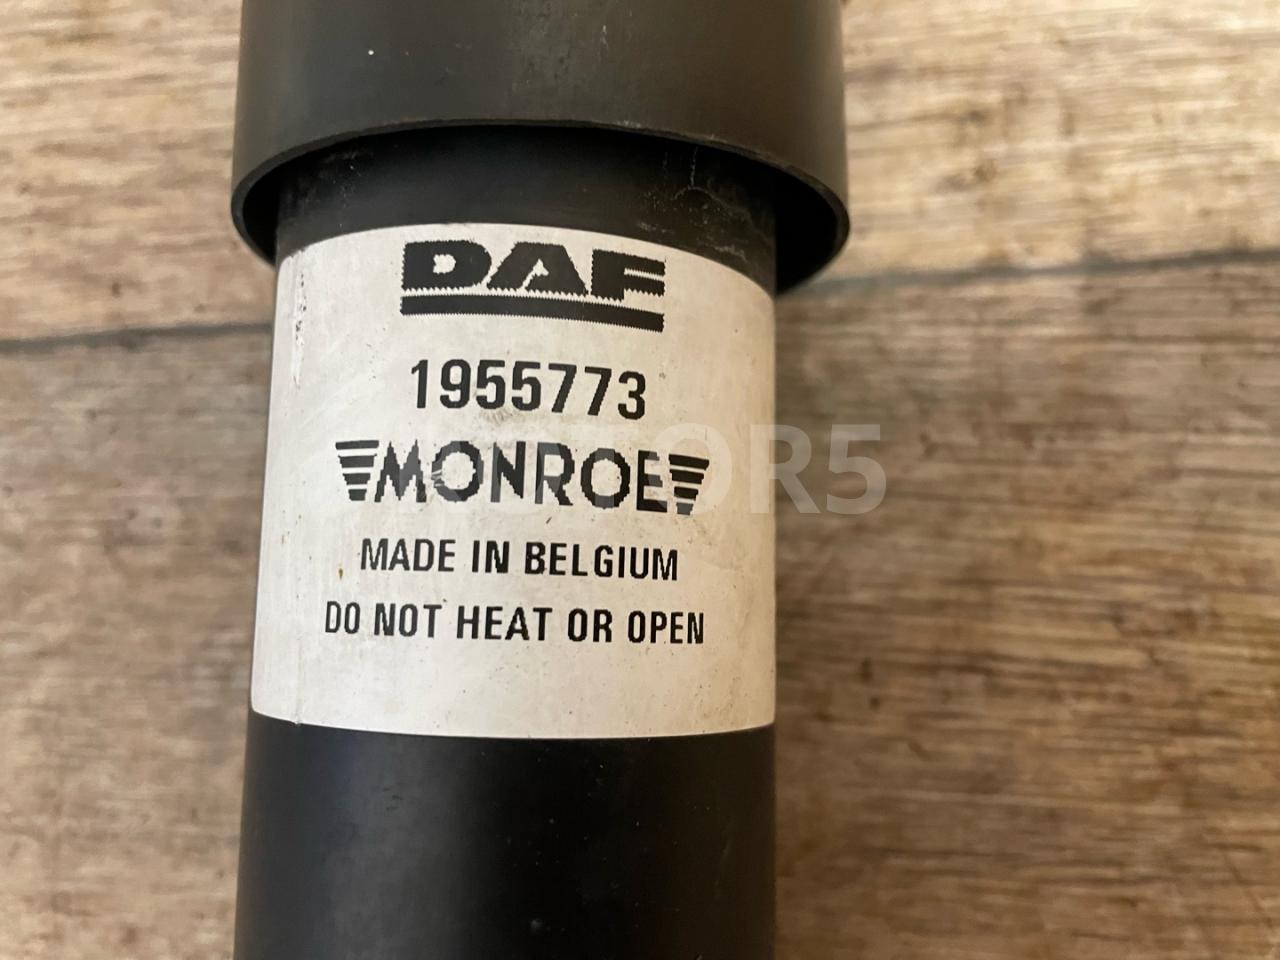 DAF
1955773
MONROE
MADE IN BELGIUM
DO NOT HEAT OR OPEN